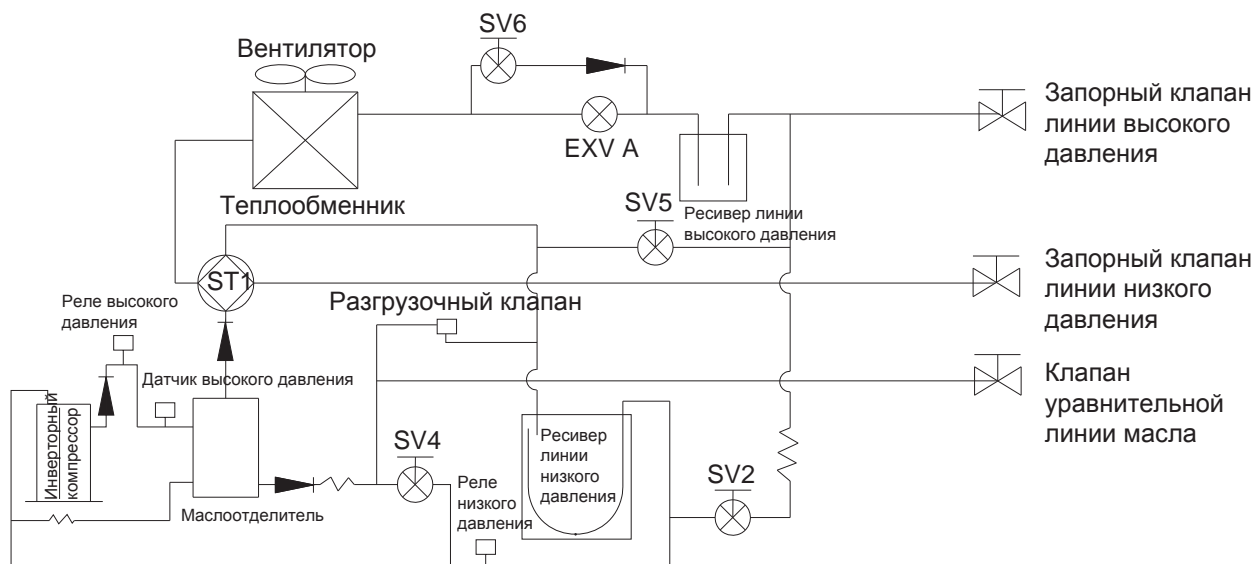 SV6
Вентилятор
EXV A
Запорный клапан
линии высокого
давления
Теплообменник
SV5
Ресивер линии
высокого давления
ST1
Запорный клапан
линии низкого
давления
Разгрузочный клапан
Реле высокого
давления
Датчик высокого давления
Клапан
уравнительной
линии масла
Инверторный
компрессор
SV4
Ресивер
линии
низкого
давления
SV2
Реле
низкого
давления
Маслоотделитель